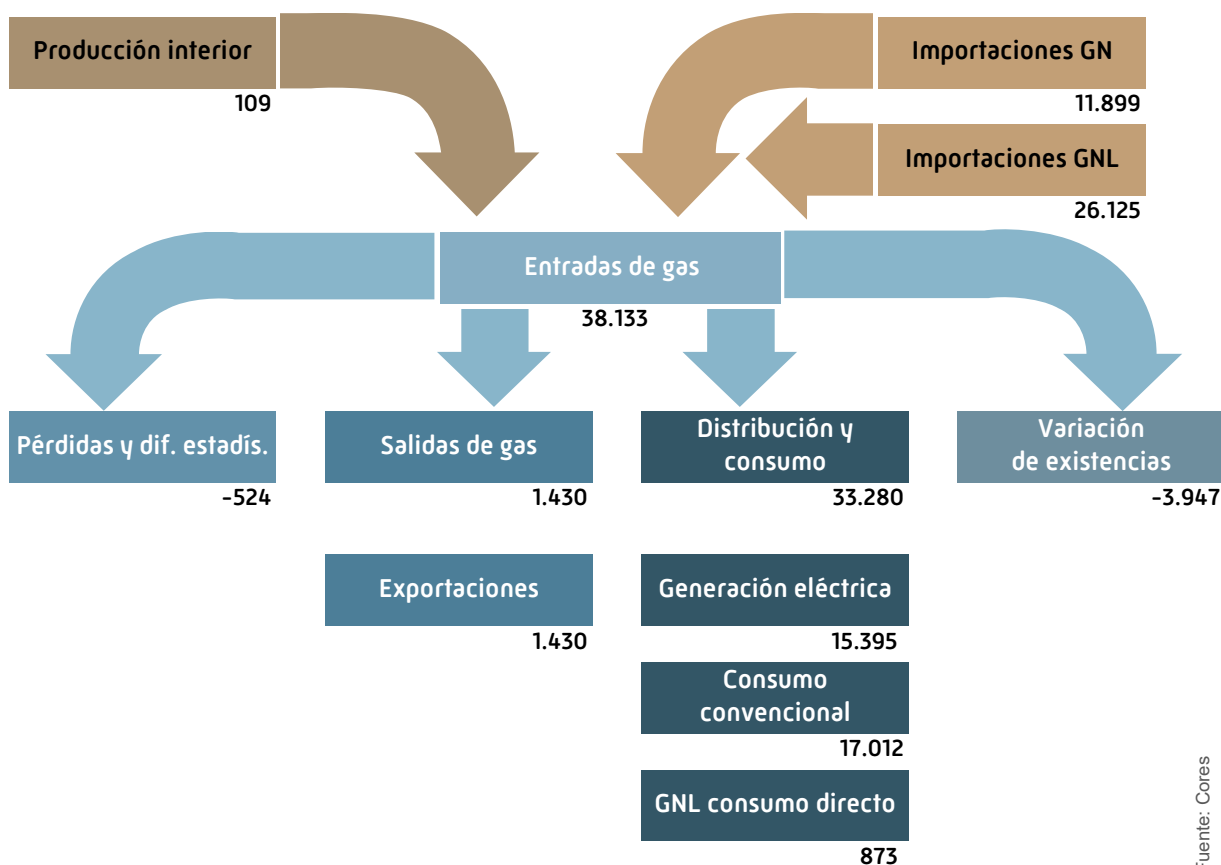 Producción interior
109
Importaciones GN
11.899
Importaciones GNL
26.125
Entradas de gas
38.133
Pérdidas y dif. estadís.
-524
Salidas de gas
1.430
Distribución y
consumo
33.280
Variación
de existencias
-3.947
Exportaciones
1.430
Generación eléctrica
15.395
Consumo
convencional
17.012
GNL consumo directo
873
Fuente: Cores